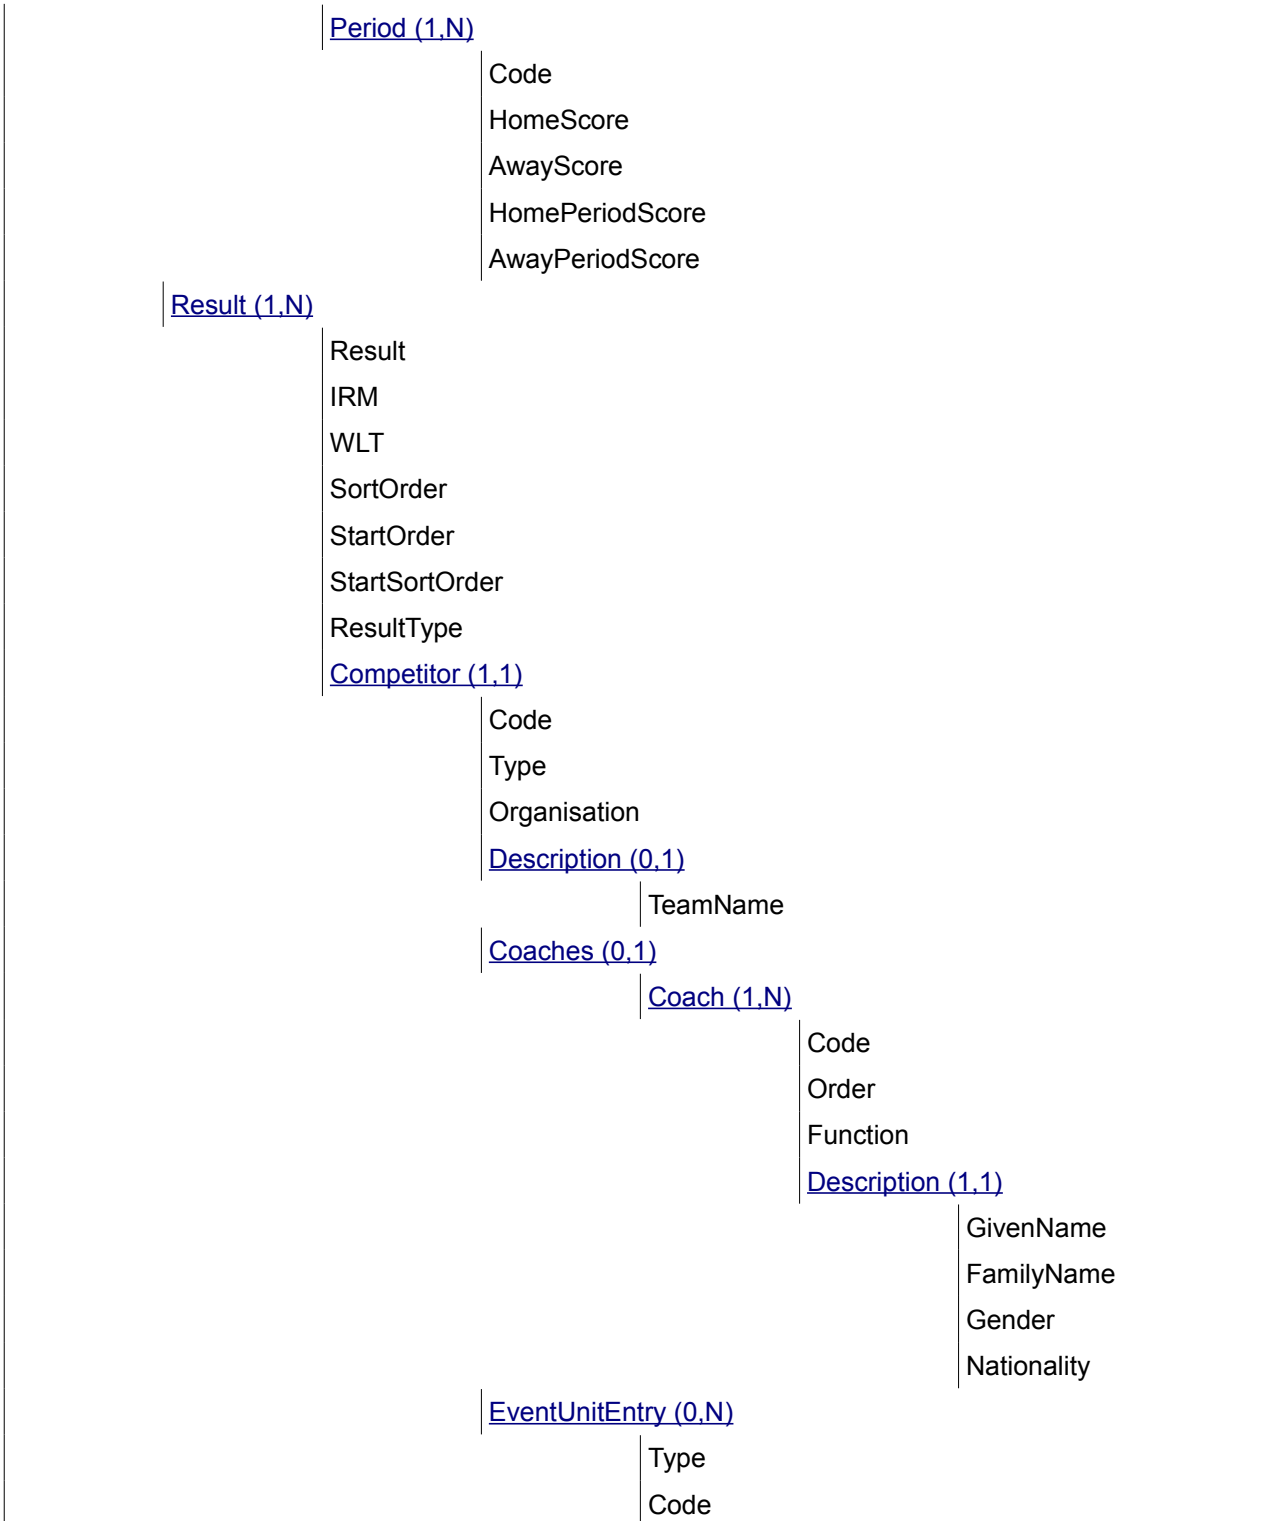 Period (1,N)
Code
HomeScore
AwayScore
HomePeriodScore
AwayPeriodScore
Result (1,N)
Result
IRM
WLT
SortOrder
StartOrder
StartSortOrder
ResultType
Competitor (1,1)
Code
Type
Organisation
Description (0,1)
TeamName
Coaches (0,1)
Coach (1,N)
Code
Order
Function
Description (1,1)
GivenName
FamilyName
Gender
Nationality
EventUnitEntry (0,N)
Type
Code